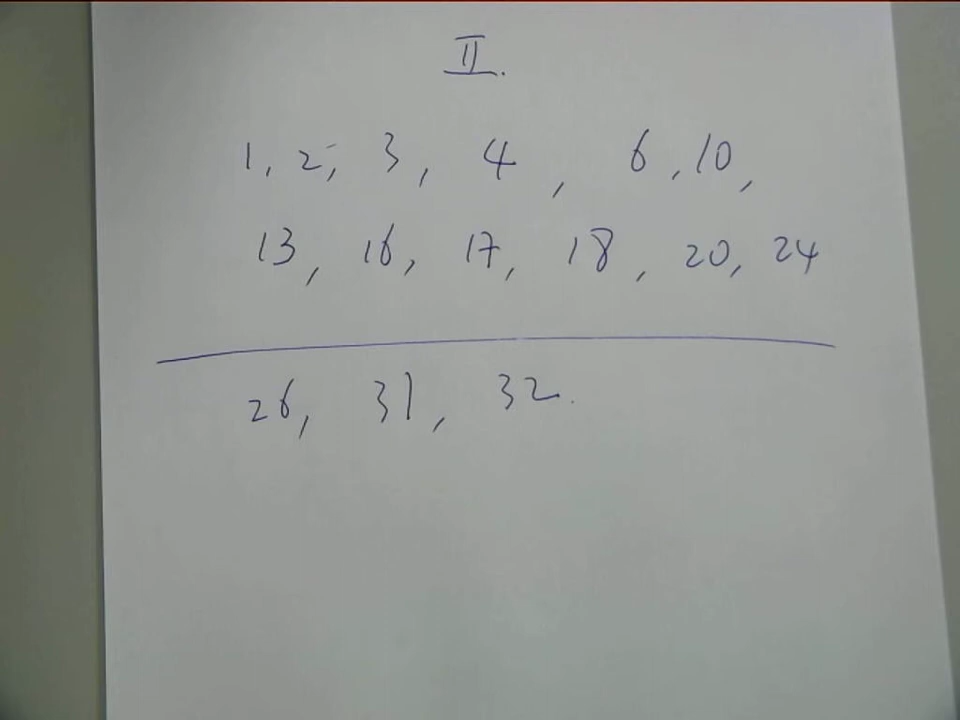 II.
1, 2, 3, 4, 6, 10,
13, 16, 17, 18, 20, 24
26, 31, 32.